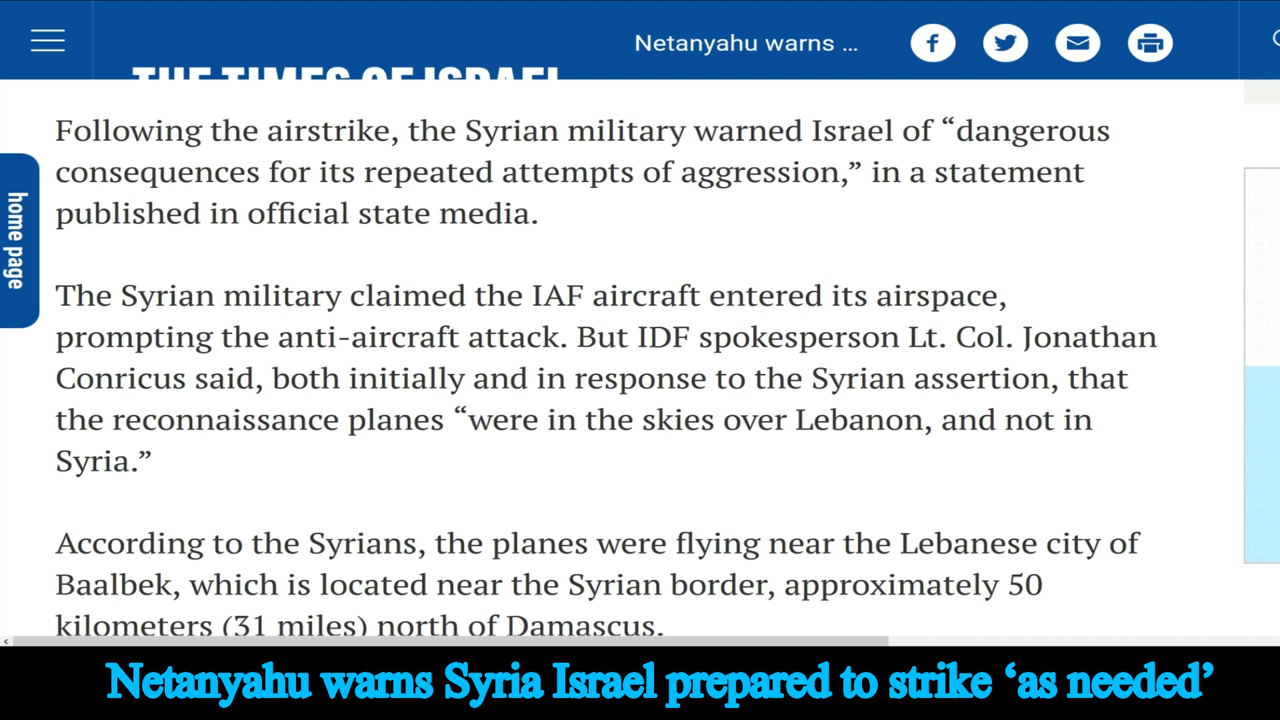 Netanyahu warns ...
THE TIMES OF ISRAEL
home page
Following the airstrike, the Syrian military warned Israel of “dangerous
consequences for its repeated attempts of aggression,” in a statement
published in official state media.
The Syrian military claimed the IAF aircraft entered its airspace,
prompting the anti-aircraft attack. But IDF spokesperson Lt. Col. Jonathan
Conricus said, both initially and in response to the Syrian assertion, that
the reconnaissance planes “were in the skies over Lebanon, and not in
Syria.”
According to the Syrians, the planes were flying near the Lebanese city of
Baalbek, which is located near the Syrian border, approximately 50
kilometers (31 miles) north of Damascus.
Netanyahu warns Syria Israel prepared to strike ‘as needed’